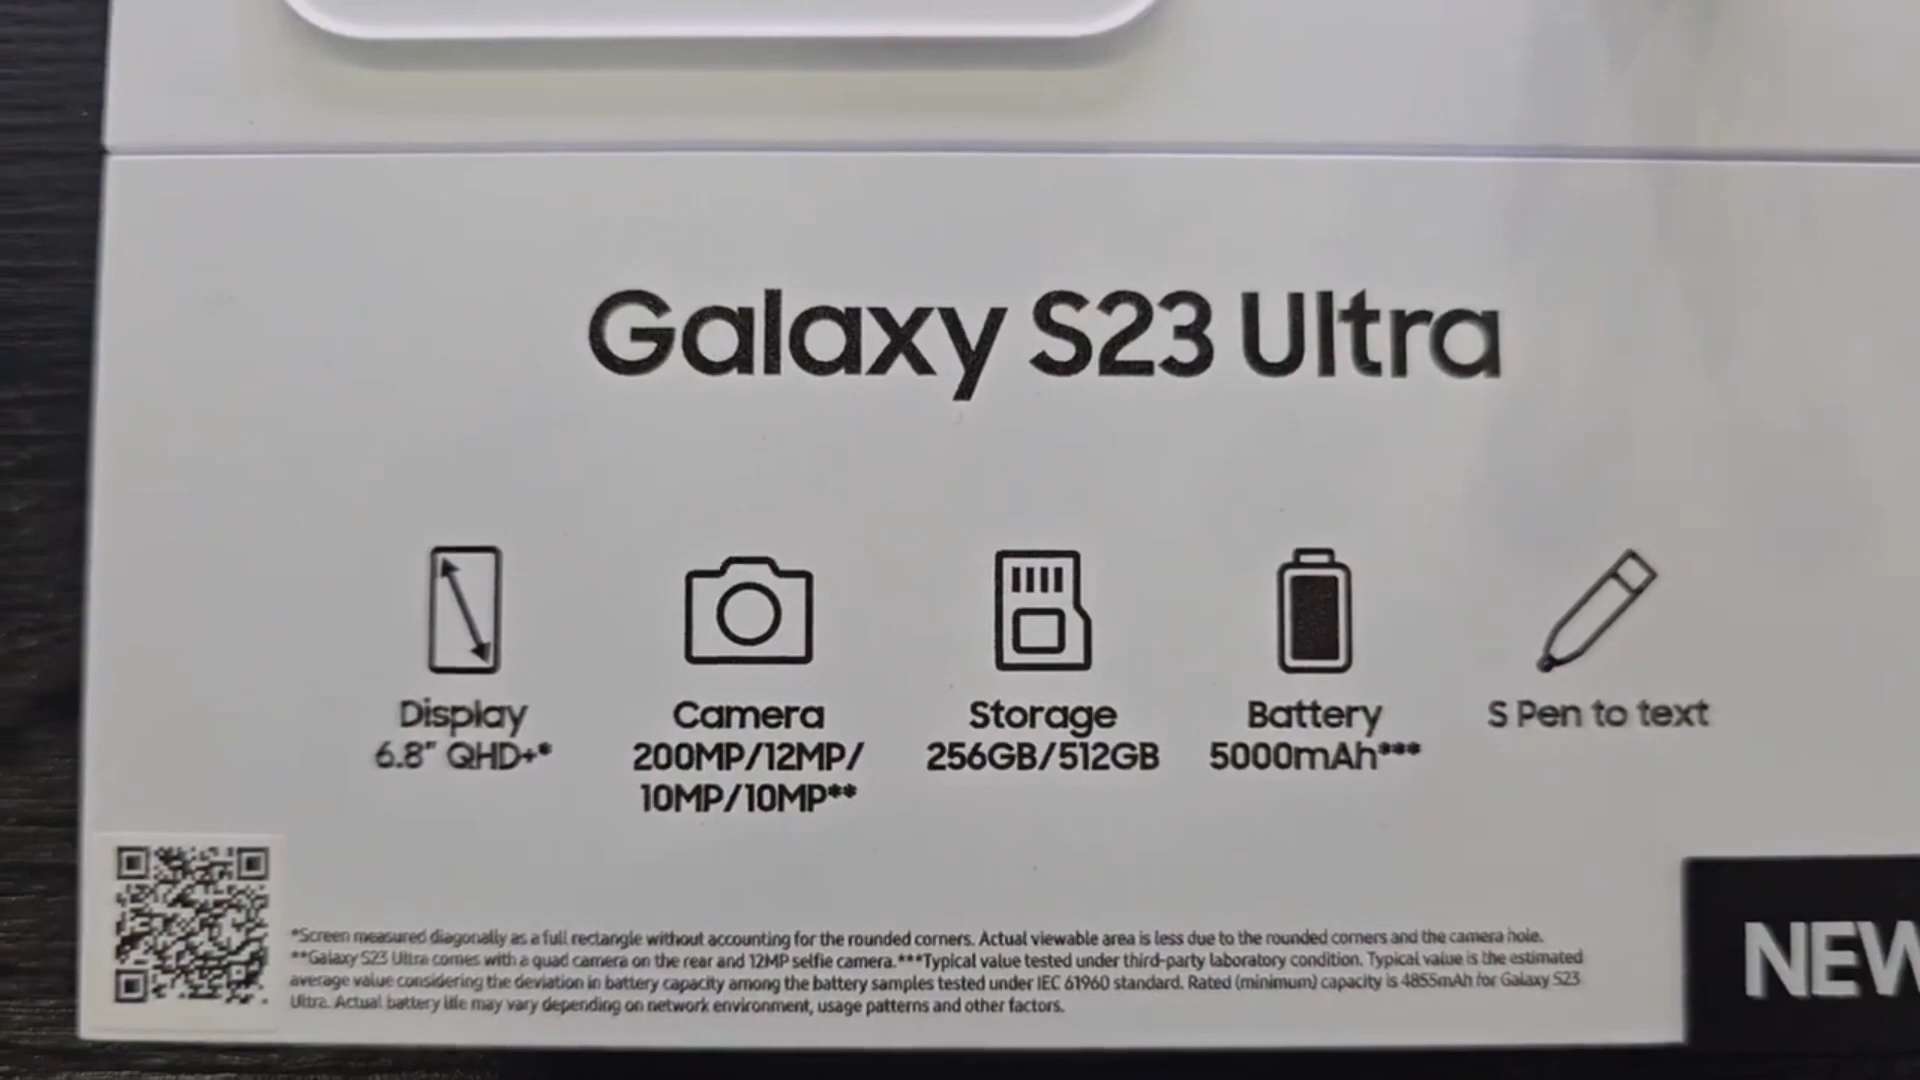 Galaxy S23 Ultra
Display
6.8" QHD+*
Camera
200MP/12MP/
10MP/10MP**
Storage
256GB/512GB
Battery
5000mAh***
S Pen to text
*Screen measured diagonally as a full rectangle without accounting for the rounded corners. Actual viewable area is less due to the rounded corners and the camera hole.
**Galaxy S23 Ultra comes with a quad camera on the rear and 12MP selfie camera.***Typical value tested under third-party laboratory condition. Typical value is the estimated
average value considering the deviation in battery capacity among the battery samples tested under IEC 61960 standard. Rated (minimum) capacity is 4855mAh for Galaxy S23
Ultra. Actual battery life may vary depending on network environment, usage patterns and other factors.
NEW